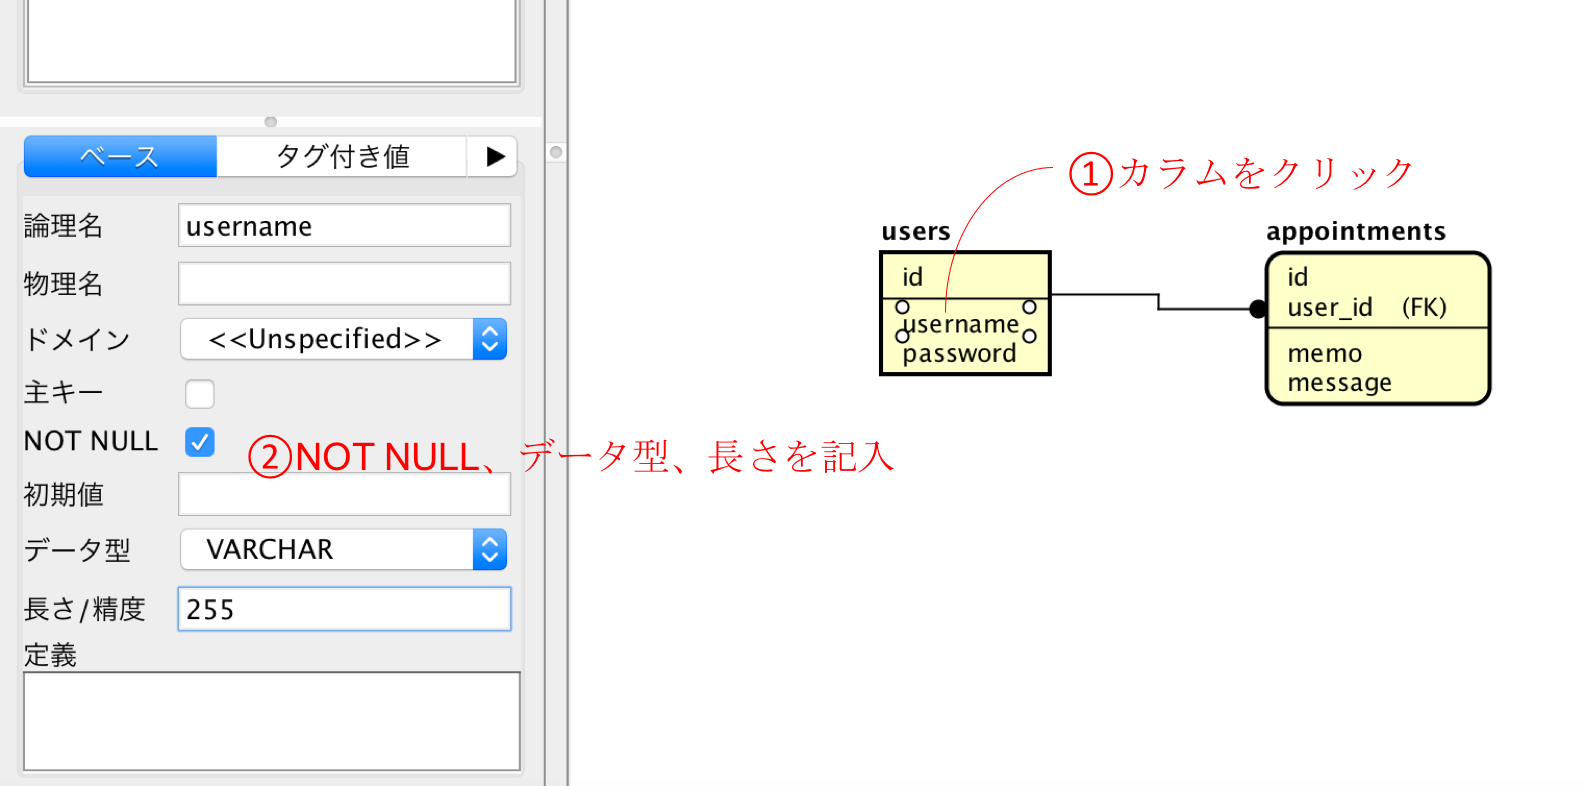 ベース
タグ付き値
論理名
username
物理名
ドメイン
<<Unspecified>>
主キー
NOT NULL
初期値
データ型
VARCHAR
長さ/精度
255
定義
①カラムをクリック
②NOT NULL、データ型、長さを記入
users
id
username
password
appointments
id
user_id (FK)
memo
message